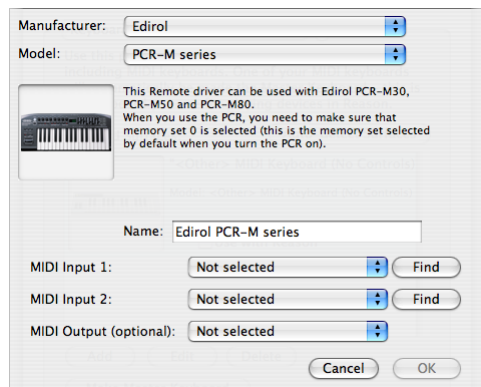 Manufacturer: Edirol
Model: PCR-M series
This Remote driver can be used with Edirol PCR-M30,
PCR-M50 and PCR-M80.
When you use the PCR, you need to make sure that
memory set 0 is selected (this is the memory set selected
by default when you turn the PCR on).
Name: Edirol PCR-M series
MIDI Input 1: Not selected Find
MIDI Input 2: Not selected Find
MIDI Output (optional): Not selected
Cancel OK